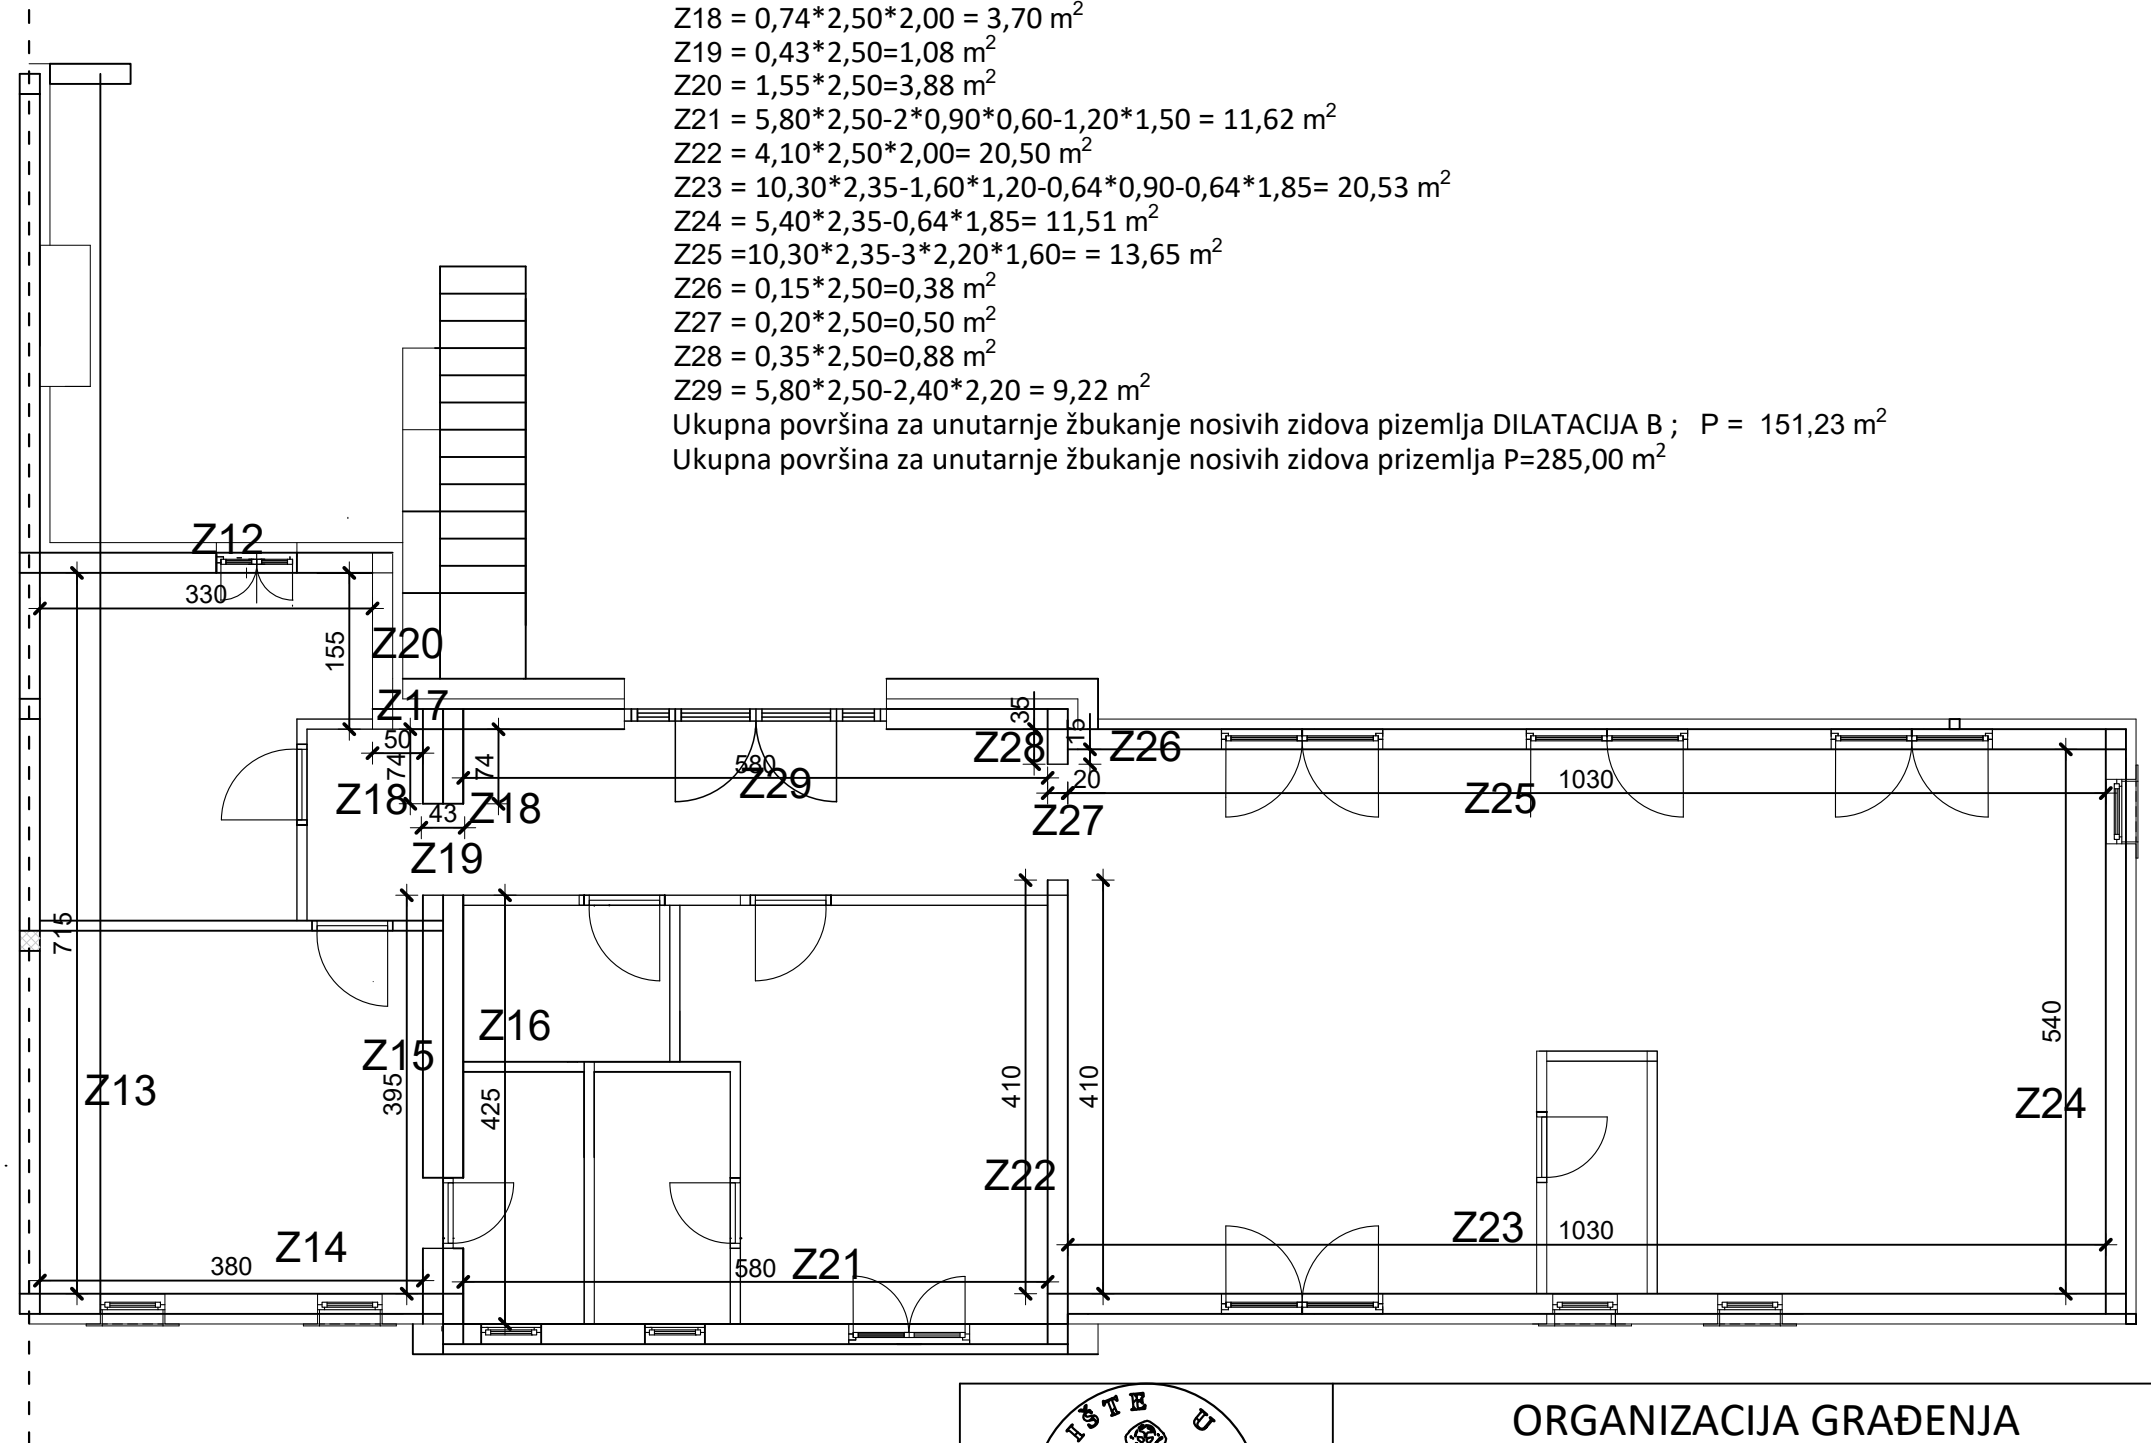 Z18 = 0,74*2,50*2,00 = 3,70 m²
Z19 = 0,43*2,50=1,08 m²
Z20 = 1,55*2,50=3,88 m²
Z21 = 5,80*2,50-2*0,90*0,60-1,20*1,50 = 11,62 m²
Z22 = 4,10*2,50*2,00= 20,50 m²
Z23 = 10,30*2,35-1,60*1,20-0,64*0,90-0,64*1,85= 20,53 m²
Z24 = 5,40*2,35-0,64*1,85= 11,51 m²
Z25 =10,30*2,35-3*2,20*1,60= = 13,65 m²
Z26 = 0,15*2,50=0,38 m²
Z27 = 0,20*2,50=0,50 m²
Z28 = 0,35*2,50=0,88 m²
Z29 = 5,80*2,50-2,40*2,20 = 9,22 m²
Ukupna površina za unutarnje žbukanje nosivih zidova pizemlja DILATACIJA B ; P = 151,23 m²
Ukupna površina za unutarnje žbukanje nosivih zidova prizemlja P=285,00 m²
Z12
330
155
Z20
Z17
50
74
74
35
15
Z28
Z26
580
Z29
20
1030
Z25
Z18
43
Z18
Z27
Z19
715
Z16
Z15
395
425
410
410
540
Z13
Z24
Z22
Z14
380
580
Z21
Z23
1030
IŠTE U
ORGANIZACIJA GRAĐENJA